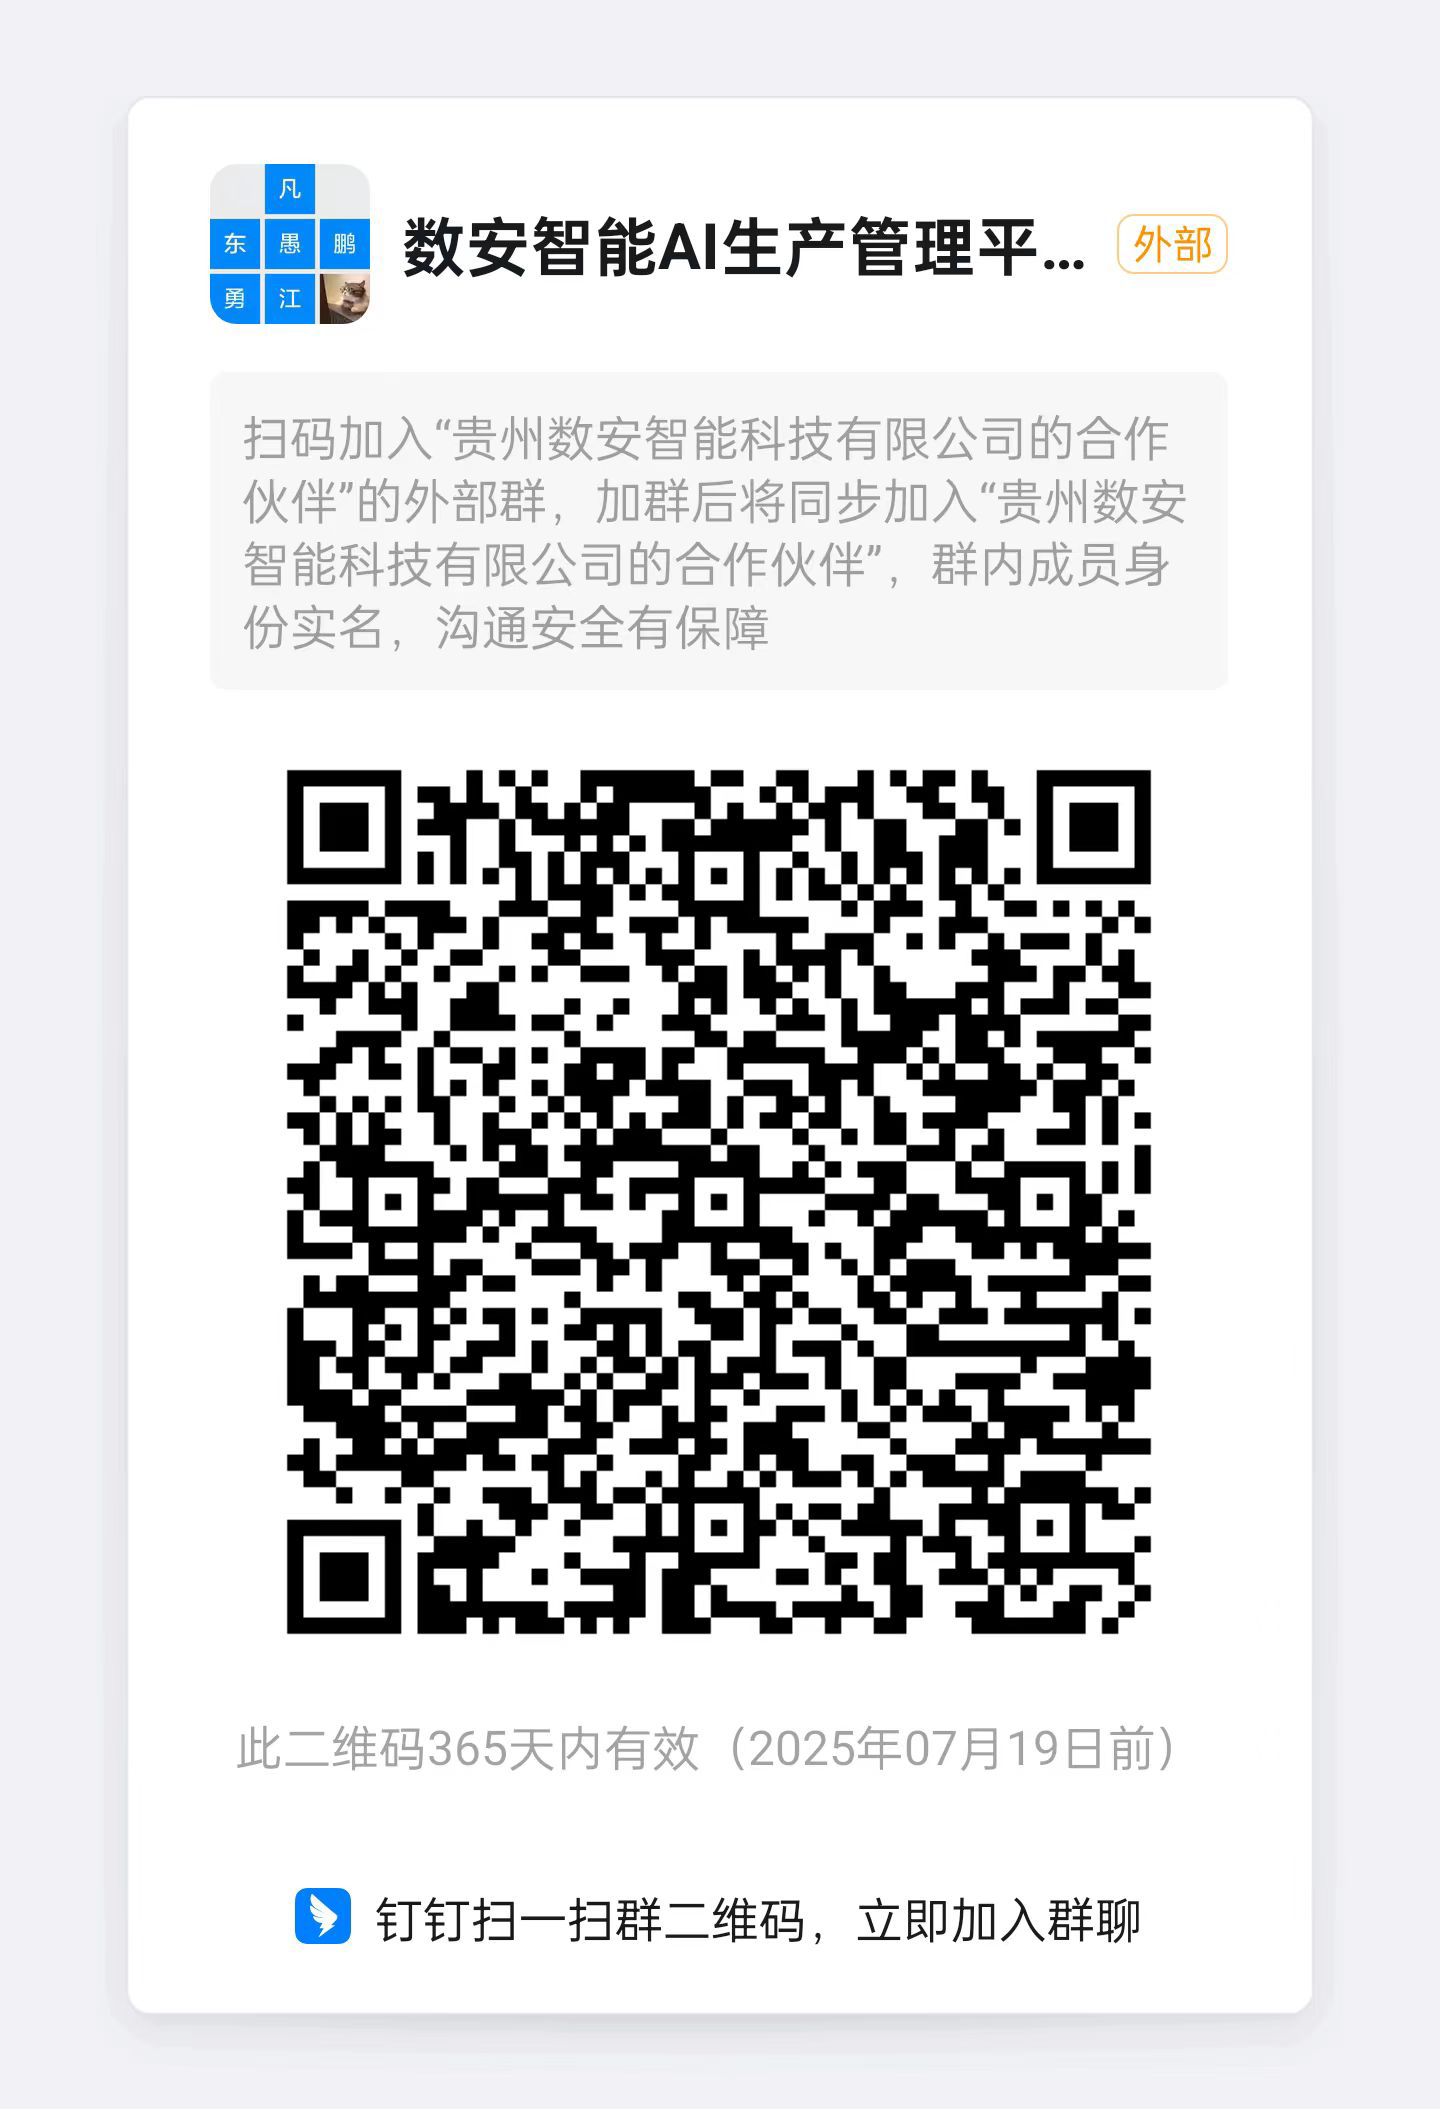 凡
东 愚 鹏
勇 江
数安智能AI生产管理平...
外部
扫码加入“贵州数安智能科技有限公司的合作
伙伴”的外部群，加群后将同步加入“贵州数安
智能科技有限公司的合作伙伴”，群内成员身
份实名，沟通安全有保障
此二维码365天内有效（2025年07月19日前）
钉钉扫一扫群二维码，立即加入群聊